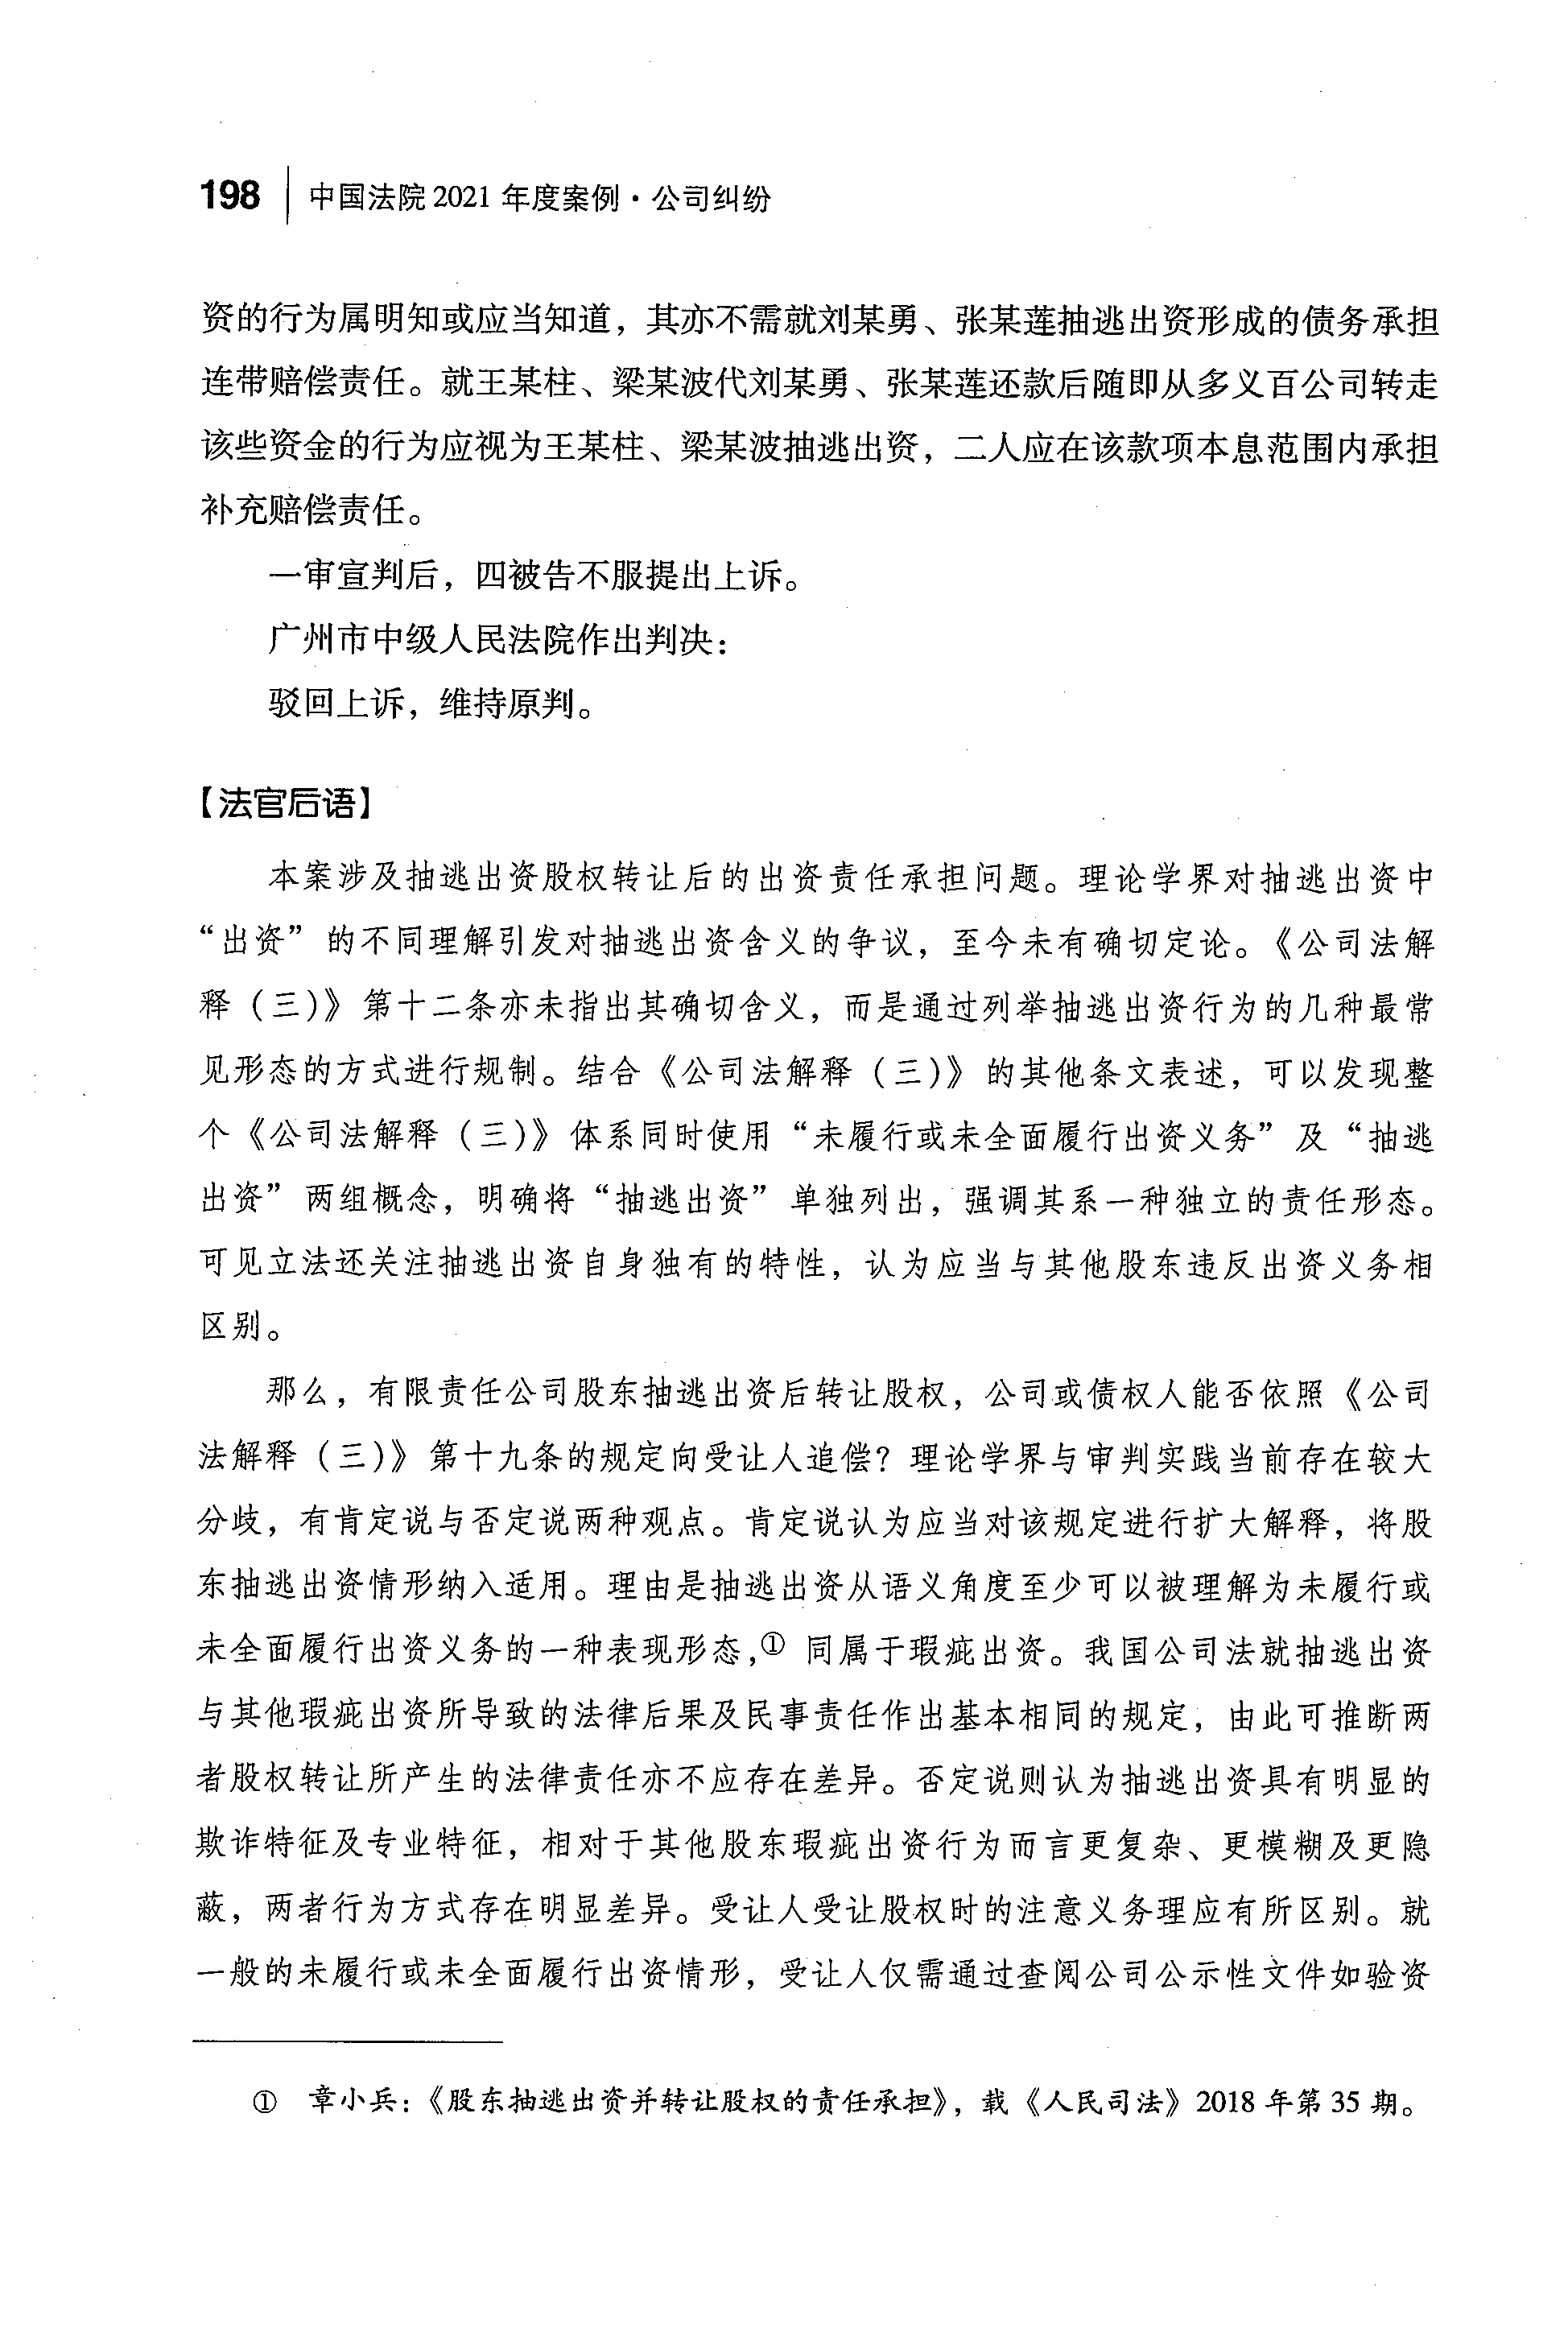 198 中国法院2021年度案例·公司纠纷
资的行为属明知或应当知道，其亦不需就刘某勇、张某莲抽逃出资形成的债务承担
连带赔偿责任。就王某柱、梁某波代刘某勇、张某莲还款后随即从多义百公司转走
该些资金的行为应视为王某柱、梁某波抽逃出资，二人应在该款项本息范围内承担
补充赔偿责任。
一审宣判后，四被告不服提出上诉。
广州市中级人民法院作出判决：
驳回上诉，维持原判。
【法官后语】
本案涉及抽逃出资股权转让后的出资责任承担问题。理论学界对抽逃出资中
“出资”的不同理解引发对抽逃出资含义的争议，至今未有确切定论。《公司法解
释（三）》第十二条亦未指出其确切含义，而是通过列举抽逃出资行为的几种最常
见形态的方式进行规制。结合《公司法解释（三）》的其他条文表述，可以发现整
个《公司法解释（三）》体系同时使用“未履行或未全面履行出资义务”及“抽逃
出资”两组概念，明确将“抽逃出资”单独列出，强调其系一种独立的责任形态。
可见立法还关注抽逃出资自身独有的特性，认为应当与其他股东违反出资义务相
区别。
那么，有限责任公司股东抽逃出资后转让股权，公司或债权人能否依照《公司
法解释（三）》第十九条的规定向受让人追偿？理论学界与审判实践当前存在较大
分歧，有肯定说与否定说两种观点。肯定说认为应当对该规定进行扩大解释，将股
东抽逃出资情形纳入适用。理由是抽逃出资从语义角度至少可以被理解为未履行或
未全面履行出资义务的一种表现形态，① 同属于瑕疵出资。我国公司法就抽逃出资
与其他瑕疵出资所导致的法律后果及民事责任作出基本相同的规定，由此可推断两
者股权转让所产生的法律责任亦不应存在差异。否定说则认为抽逃出资具有明显的
欺诈特征及专业特征，相对于其他股东瑕疵出资行为而言更复杂、更模糊及更隐
蔽，两者行为方式存在明显差异。受让人受让股权时的注意义务理应有所区别。就
一般的未履行或未全面履行出资情形，受让人仅需通过查阅公司公示性文件如验资
① 章小兵：《股东抽逃出资并转让股权的责任承担》，载《人民司法》2018年第35期。